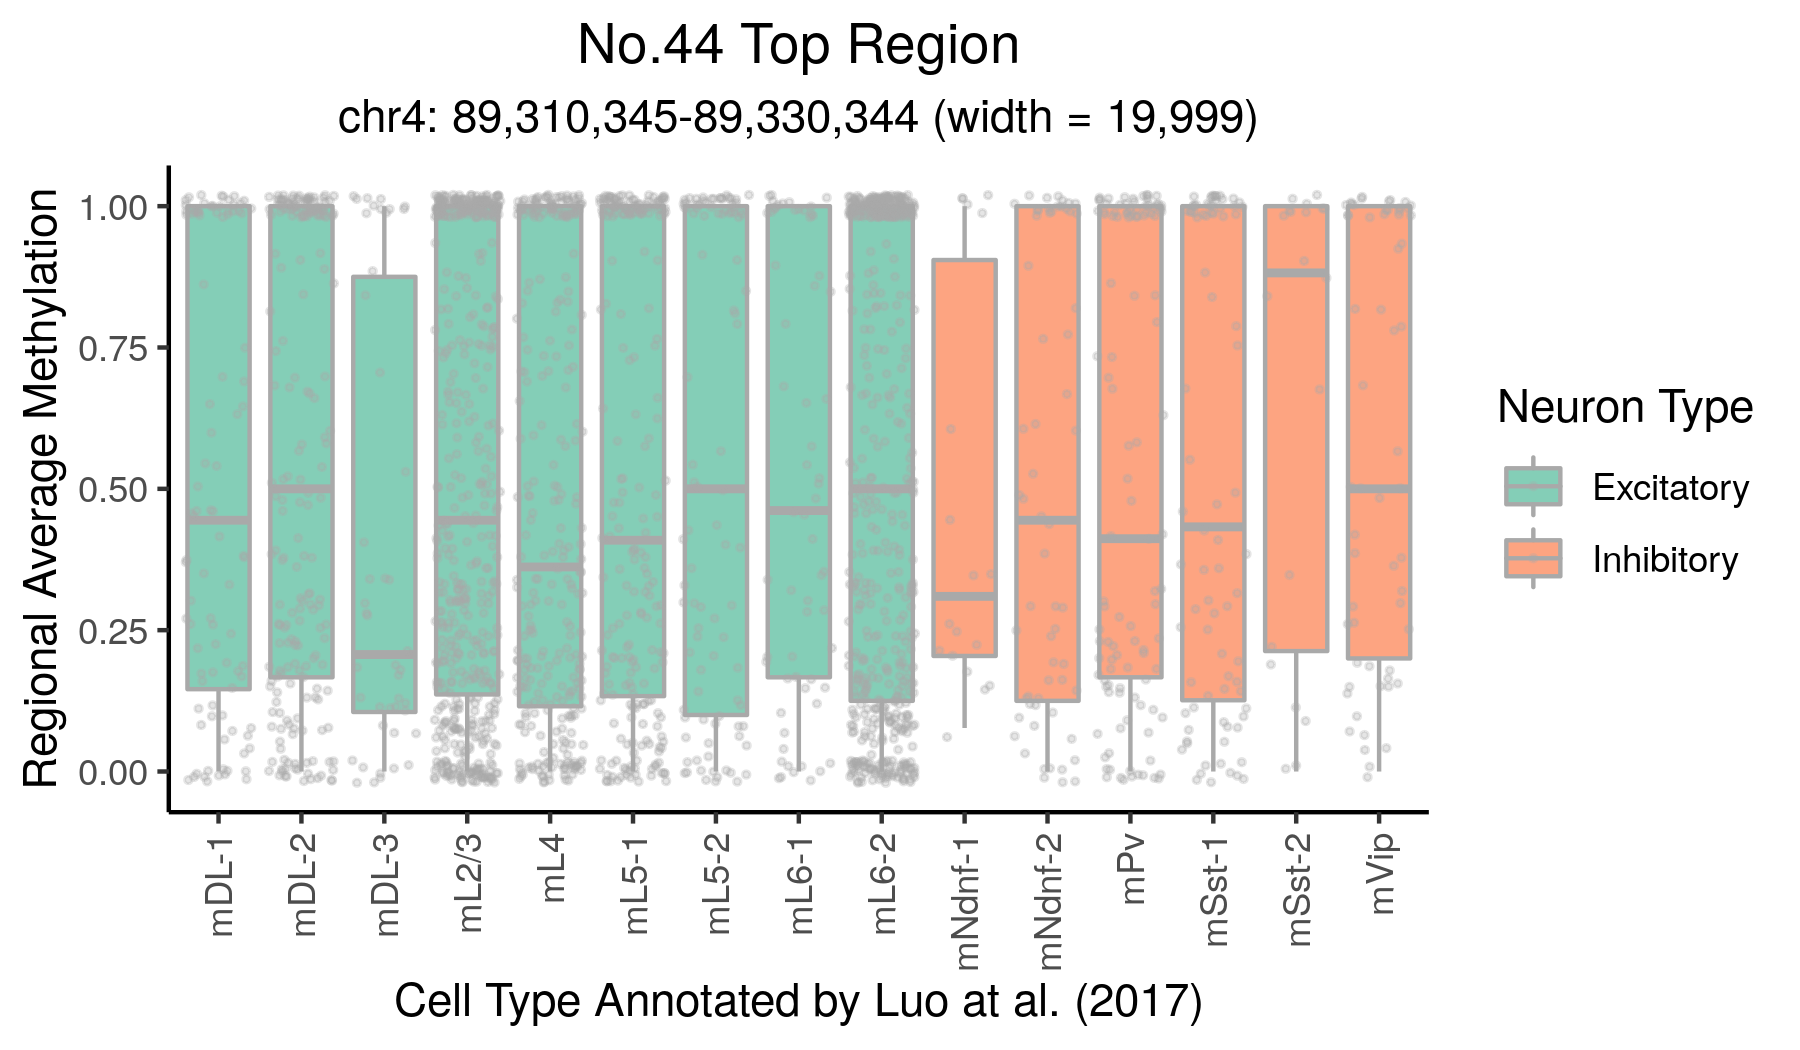 No.44 Top Region
chr4: 89,310,345-89,330,344 (width = 19,999)
Regional Average Methylation
1.00
0.75
0.50
0.25
0.00
mDL-1
mDL-2
mDL-3
mL2/3
mL4
mL5-1
mL5-2
mL6-1
mL6-2
mNdnf-1
mNdnf-2
mPv
mSst-1
mSst-2
mVip
Cell Type Annotated by Luo at al. (2017)
Neuron Type
Excitatory
Inhibitory